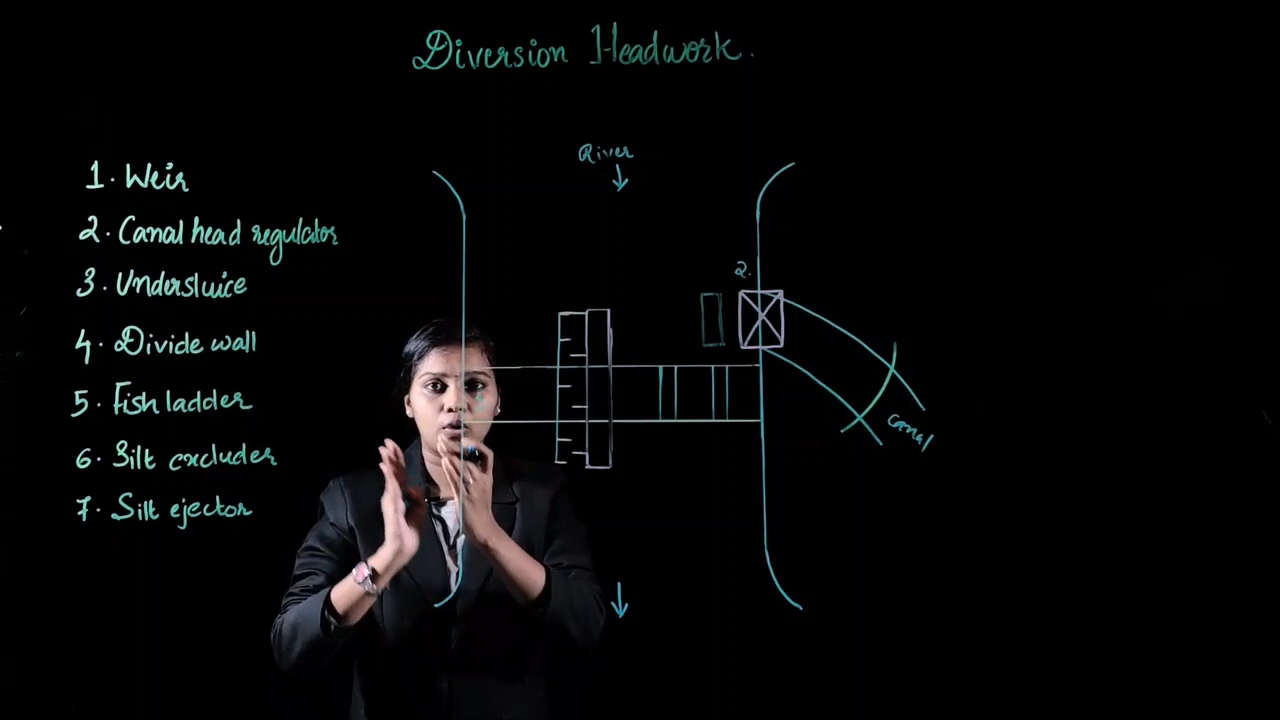 Diversion Headwork.
River
1. Weir
2. Canal head regulator
3. Undersluice
2.
4. Divide wall
5. Fish ladder
Canal
6. Silt excluder
7. Silt ejector